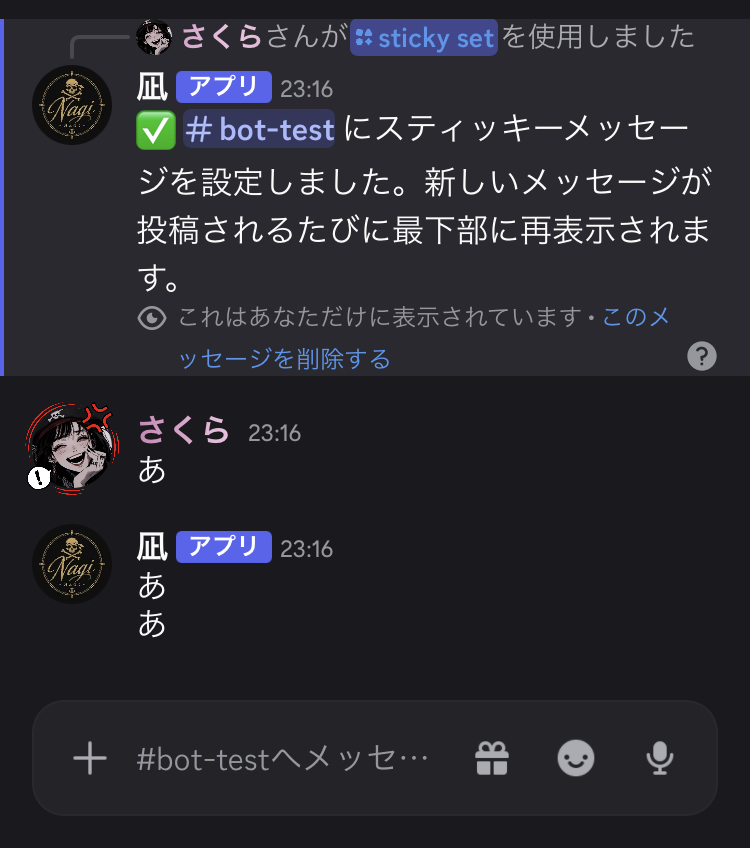 さくらさんが sticky set を使用しました
凪 アプリ 23:16
✅ # bot-test にスティッキーメッセー
ジを設定しました。新しいメッセージが
投稿されるたびに最下部に再表示されま
す。
これはあなただけに表示されています・このメ
ッセージを削除する
?
さくら 23:16
あ
Nagi
凪 アプリ 23:16
あ
あ
#bot-testへメッセ…